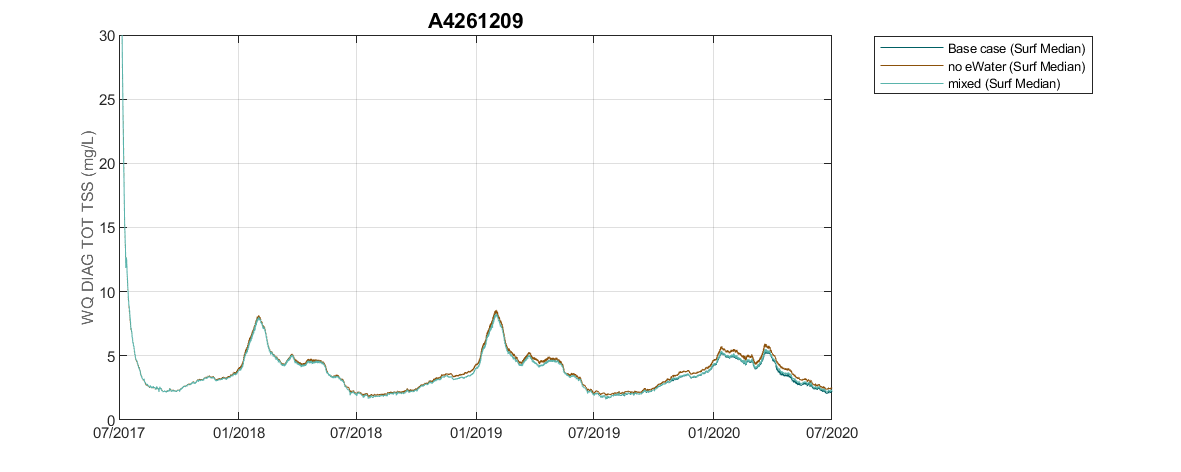 A4261209
WQ DIAG TOT TSS (mg/L)
30
25
20
15
10
5
0
07/2017
01/2018
07/2018
01/2019
07/2019
01/2020
07/2020
Base case (Surf Median)
no eWater (Surf Median)
mixed (Surf Median)